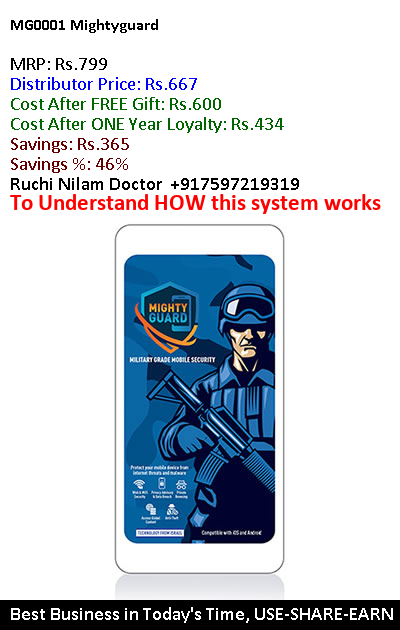 MG0001 Mightyguard
MRP: Rs.799
Distributor Price: Rs.667
Cost After FREE Gift: Rs.600
Cost After ONE Year Loyalty: Rs.434
Savings: Rs.365
Savings %: 46%
Ruchi Nilam Doctor +917597219319
To Understand HOW this system works
MIGHTY
GUARD
MILITARY GRADE MOBILE SECURITY
Protect your mobile device from
internet threats and malware
Web & Wifi
Security
Privacy Advisory
& Data Breach
Private
Browsing
Access Global
Content
Anti-Theft
TECHNOLOGY FROM ISRAEL
Compatible with iOS and Android
Best Business in Today's Time, USE-SHARE-EARN